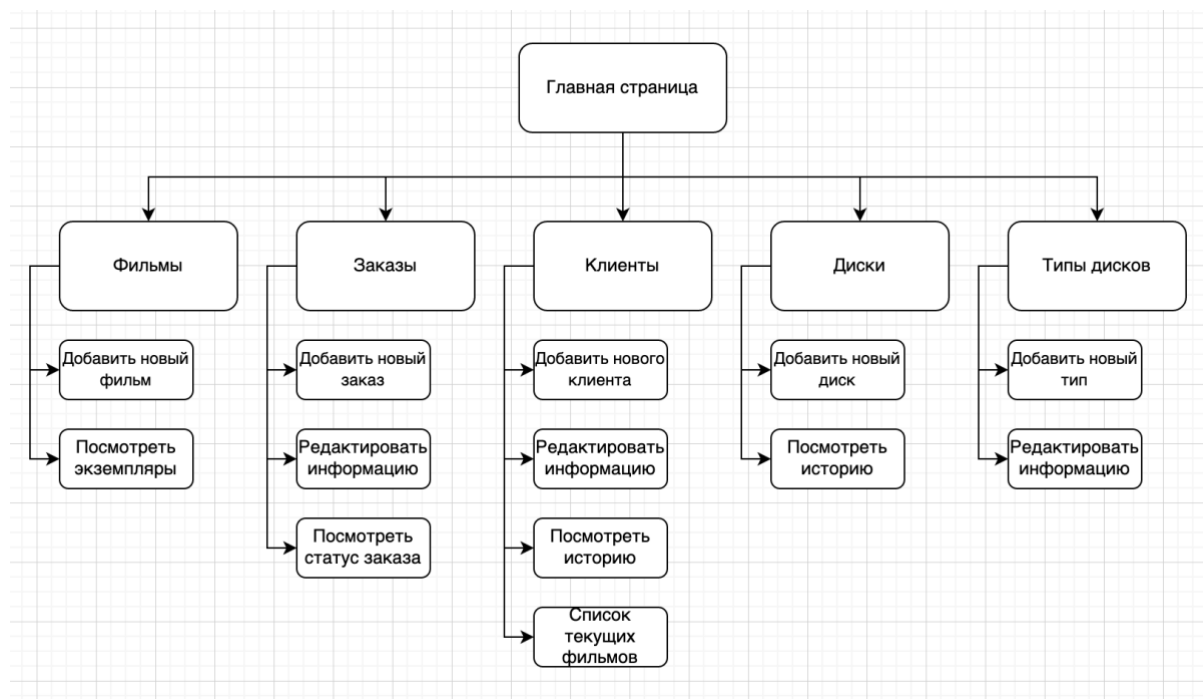 Главная страница
Фильмы
Заказы
Клиенты
Диски
Типы дисков
Добавить новый
фильм
Добавить новый
заказ
Добавить нового
клиента
Добавить новый
диск
Добавить новый
тип
Посмотреть
экземпляры
Редактировать
информацию
Редактировать
информацию
Посмотреть
историю
Редактировать
информацию
Посмотреть
статус заказа
Посмотреть
историю
Список
текущих
фильмов